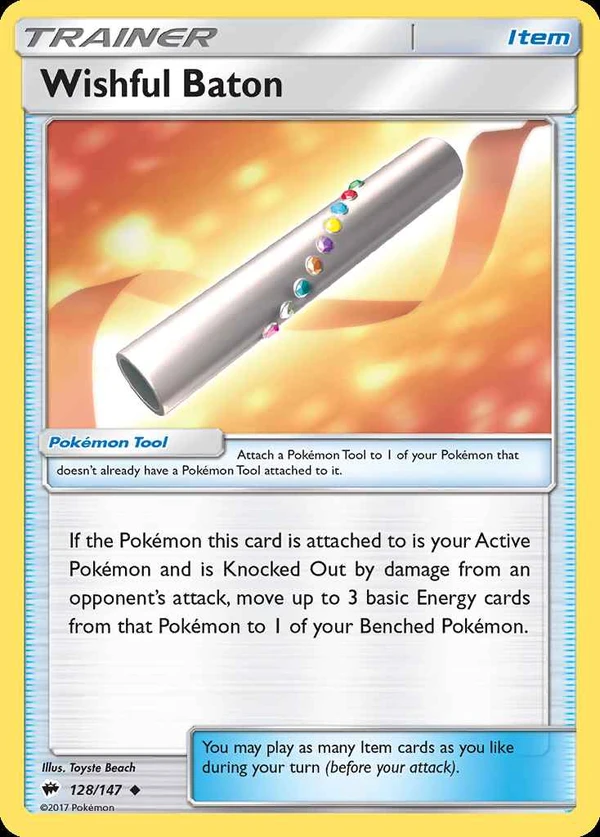 TRAINER
Item
Wishful Baton
Pokémon Tool
Attach a Pokémon Tool to 1 of your Pokémon that
doesn't already have a Pokémon Tool attached to it.
If the Pokémon this card is attached to is your Active
Pokémon and is Knocked Out by damage from an
opponent's attack, move up to 3 basic Energy cards
from that Pokémon to 1 of your Benched Pokémon.
You may play as many Item cards as you like
during your turn (before your attack).
Illus. Toyste Beach
128/147
©2017 Pokémon